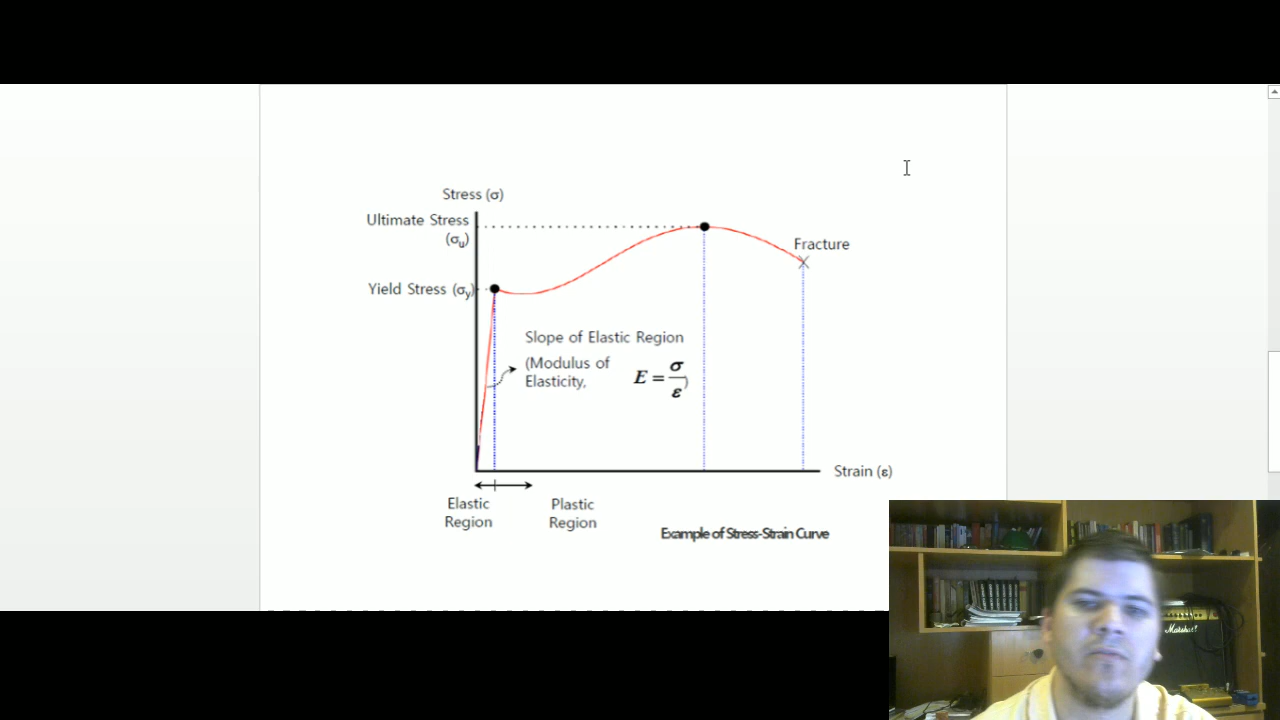 Stress (σ)
Ultimate Stress
(σu)
Fracture
Yield Stress (σy)
Slope of Elastic Region
(Modulus of
Elasticity,
E = σ/ε )
Strain (ε)
Elastic
Region
Plastic
Region
Example of Stress-Strain Curve
Marshall